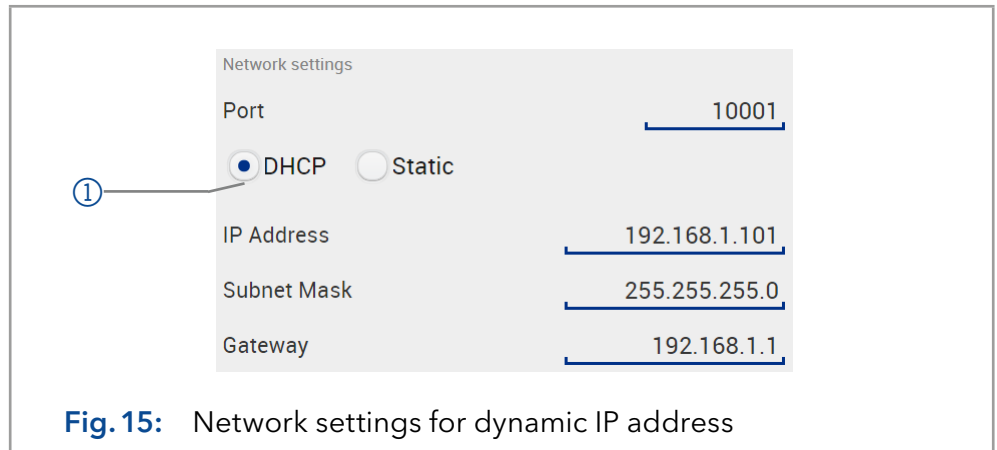 Network settings
Port 10001
DHCP Static
①
IP Address 192.168.1.101
Subnet Mask 255.255.255.0
Gateway 192.168.1.1
Fig. 15: Network settings for dynamic IP address